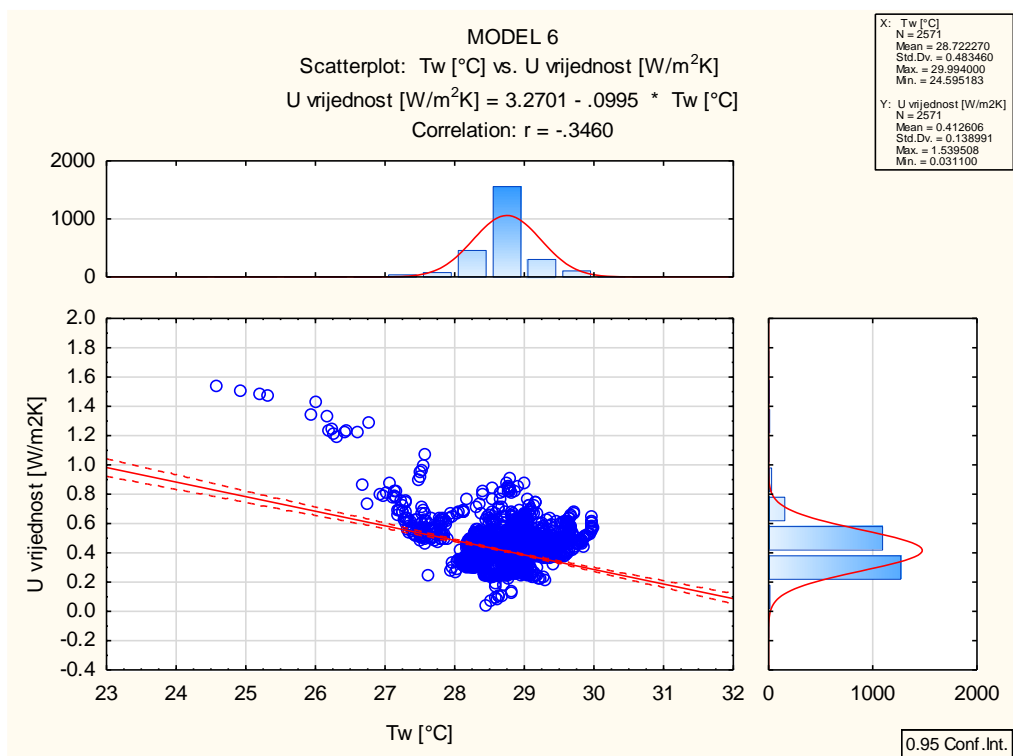 MODEL 6
Scatterplot: Tw [°C] vs. U vrijednost [W/m²K]
U vrijednost [W/m²K] = 3.2701 - .0995 * Tw [°C]
Correlation: r = -.3460
X: Tw [°C]
N = 2571
Mean = 28.722270
Std.Dv. = 0.483460
Max. = 29.994000
Min. = 24.595183
Y: U vrijednost [W/m2K]
N = 2571
Mean = 0.412606
Std.Dv. = 0.138991
Max. = 1.539508
Min. = 0.031100
2000
1000
0
2.0
1.8
1.6
1.4
1.2
1.0
0.8
0.6
0.4
0.2
0.0
-0.2
-0.4
U vrijednost [W/m2K]
23 24 25 26 27 28 29 30 31 32
Tw [°C]
0 1000 2000
0.95 Conf.Int.